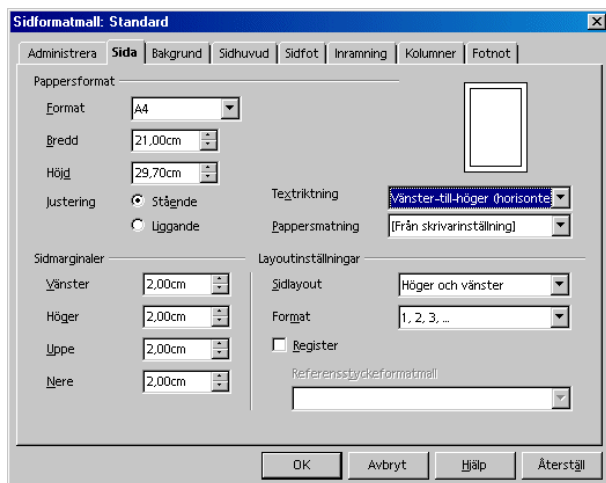 Sidformatmall: Standard
Administrera Sida Bakgrund Sidhuvud Sidfot Inramning Kolumner Fotnot
Pappersformat
Format A4
Bredd 21,00cm
Höjd 29,70cm
Justering Stående
Liggande
Textriktning Vänster-till-höger (horisonte
Pappersmatning [Från skrivarinställning]
Sidmarginaler
Vänster 2,00cm
Höger 2,00cm
Uppe 2,00cm
Nere 2,00cm
Layoutinställningar
Sidlayout Höger och vänster
Format 1, 2, 3, ...
Register
Referensstyckeformatmall
OK Avbryt Hjälp Återställ